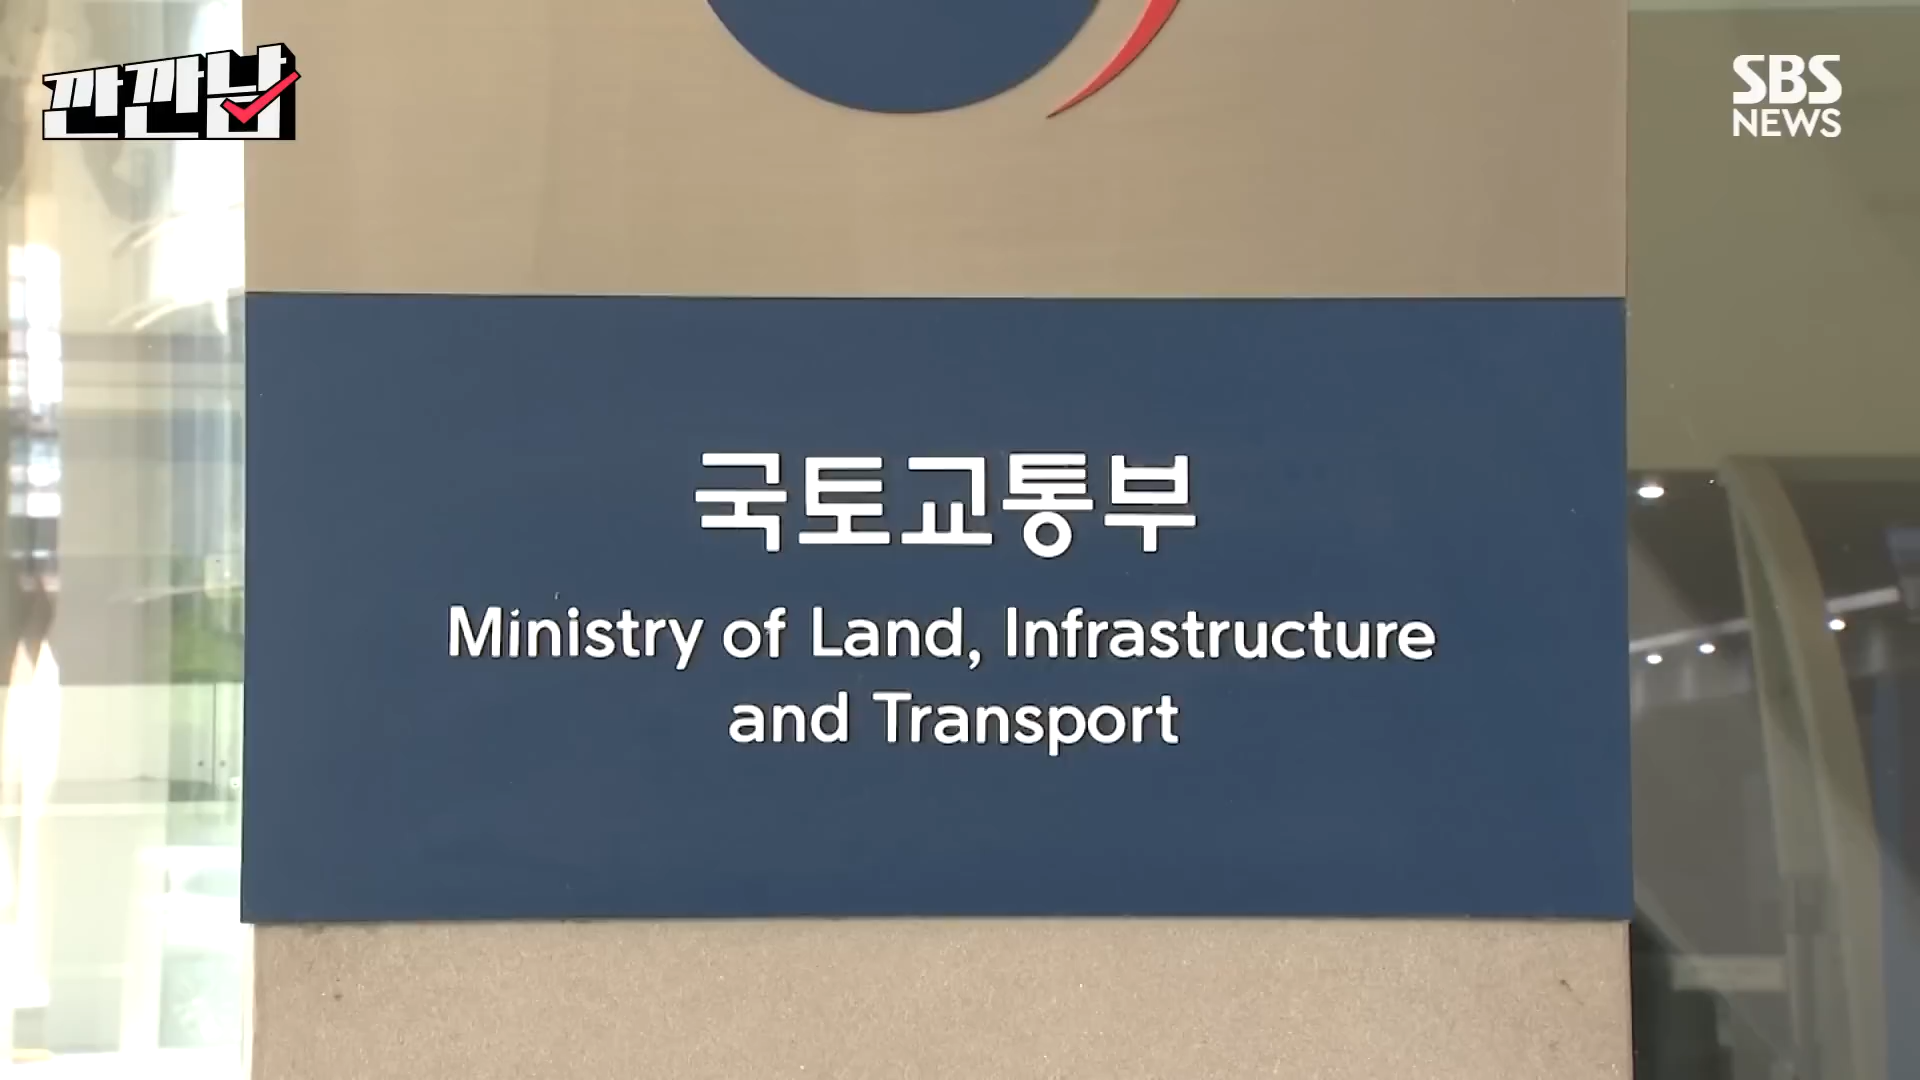 깐깐남
SBS
NEWS
국토교통부
Ministry of Land, Infrastructure
and Transport